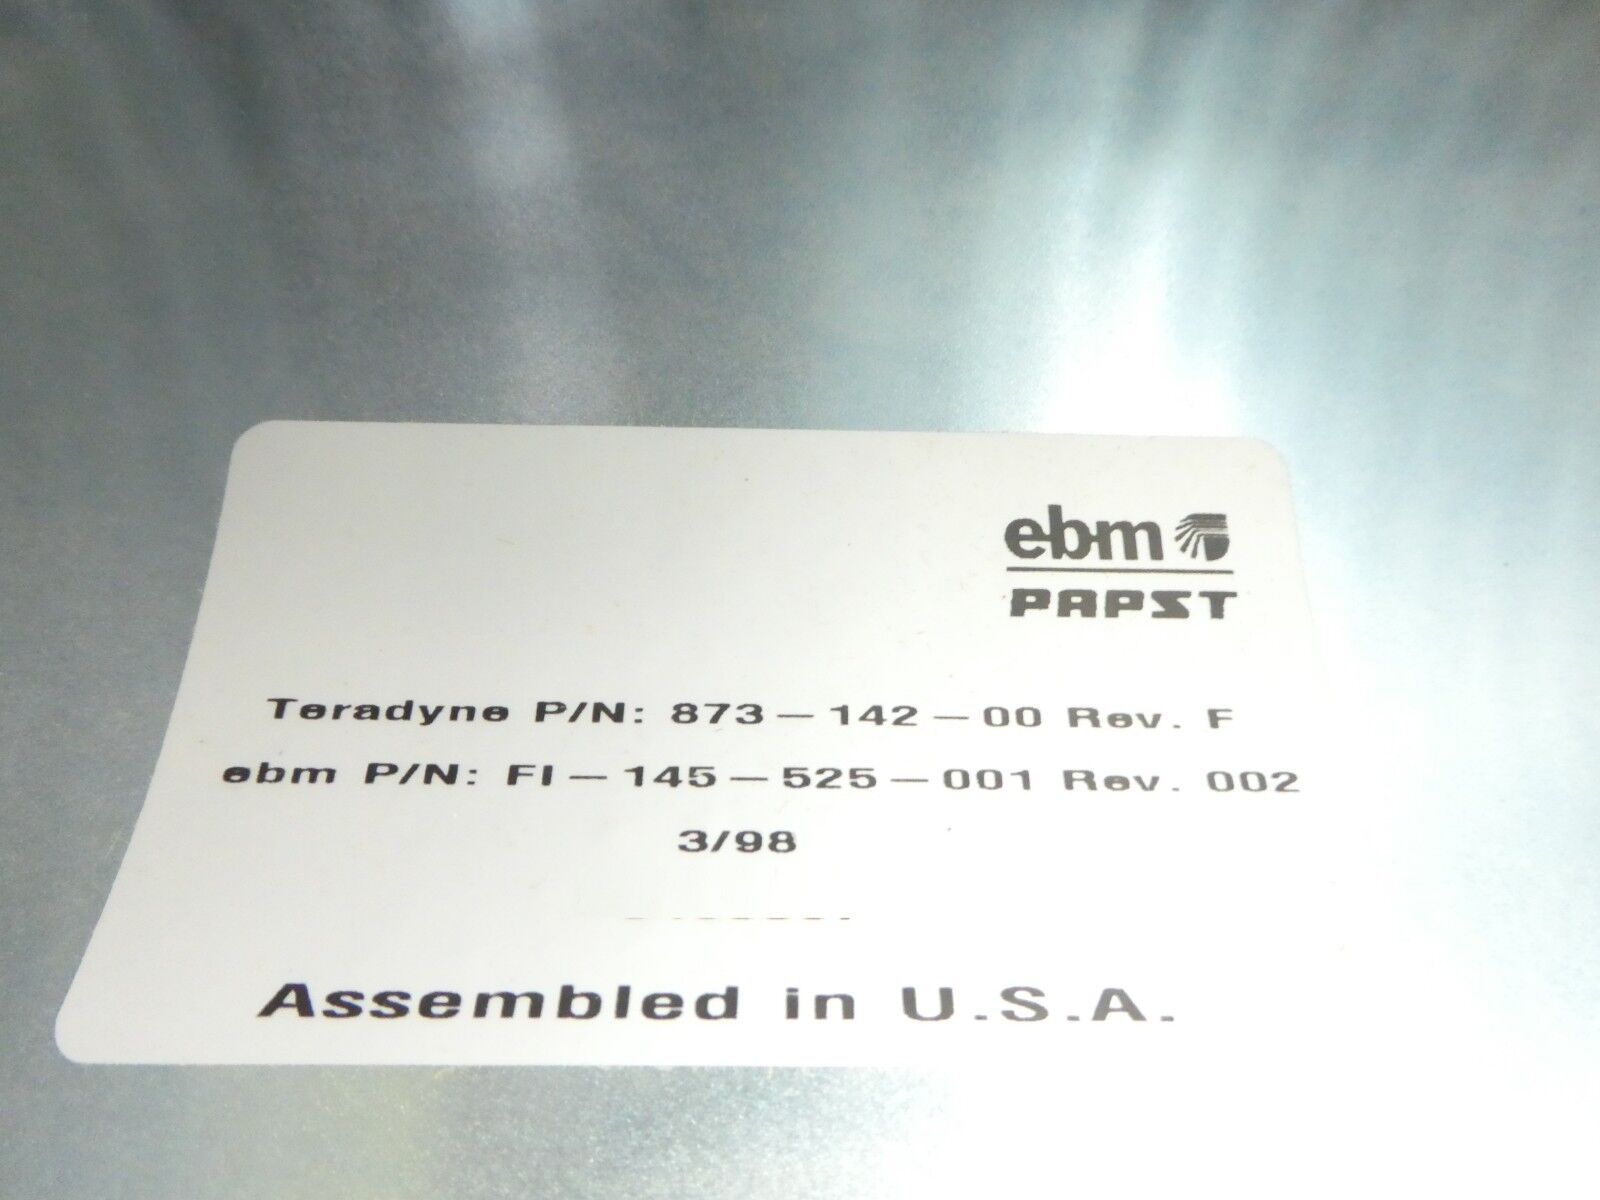 ebm
PAPST
Teradyne P/N: 873-142-00 Rev. F
ebm P/N: FI-145-525-001 Rev. 002
3/98
Assembled in U.S.A.